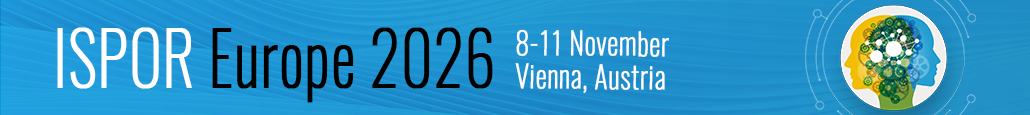 ISPOR Europe 2026
8-11 November
Vienna, Austria